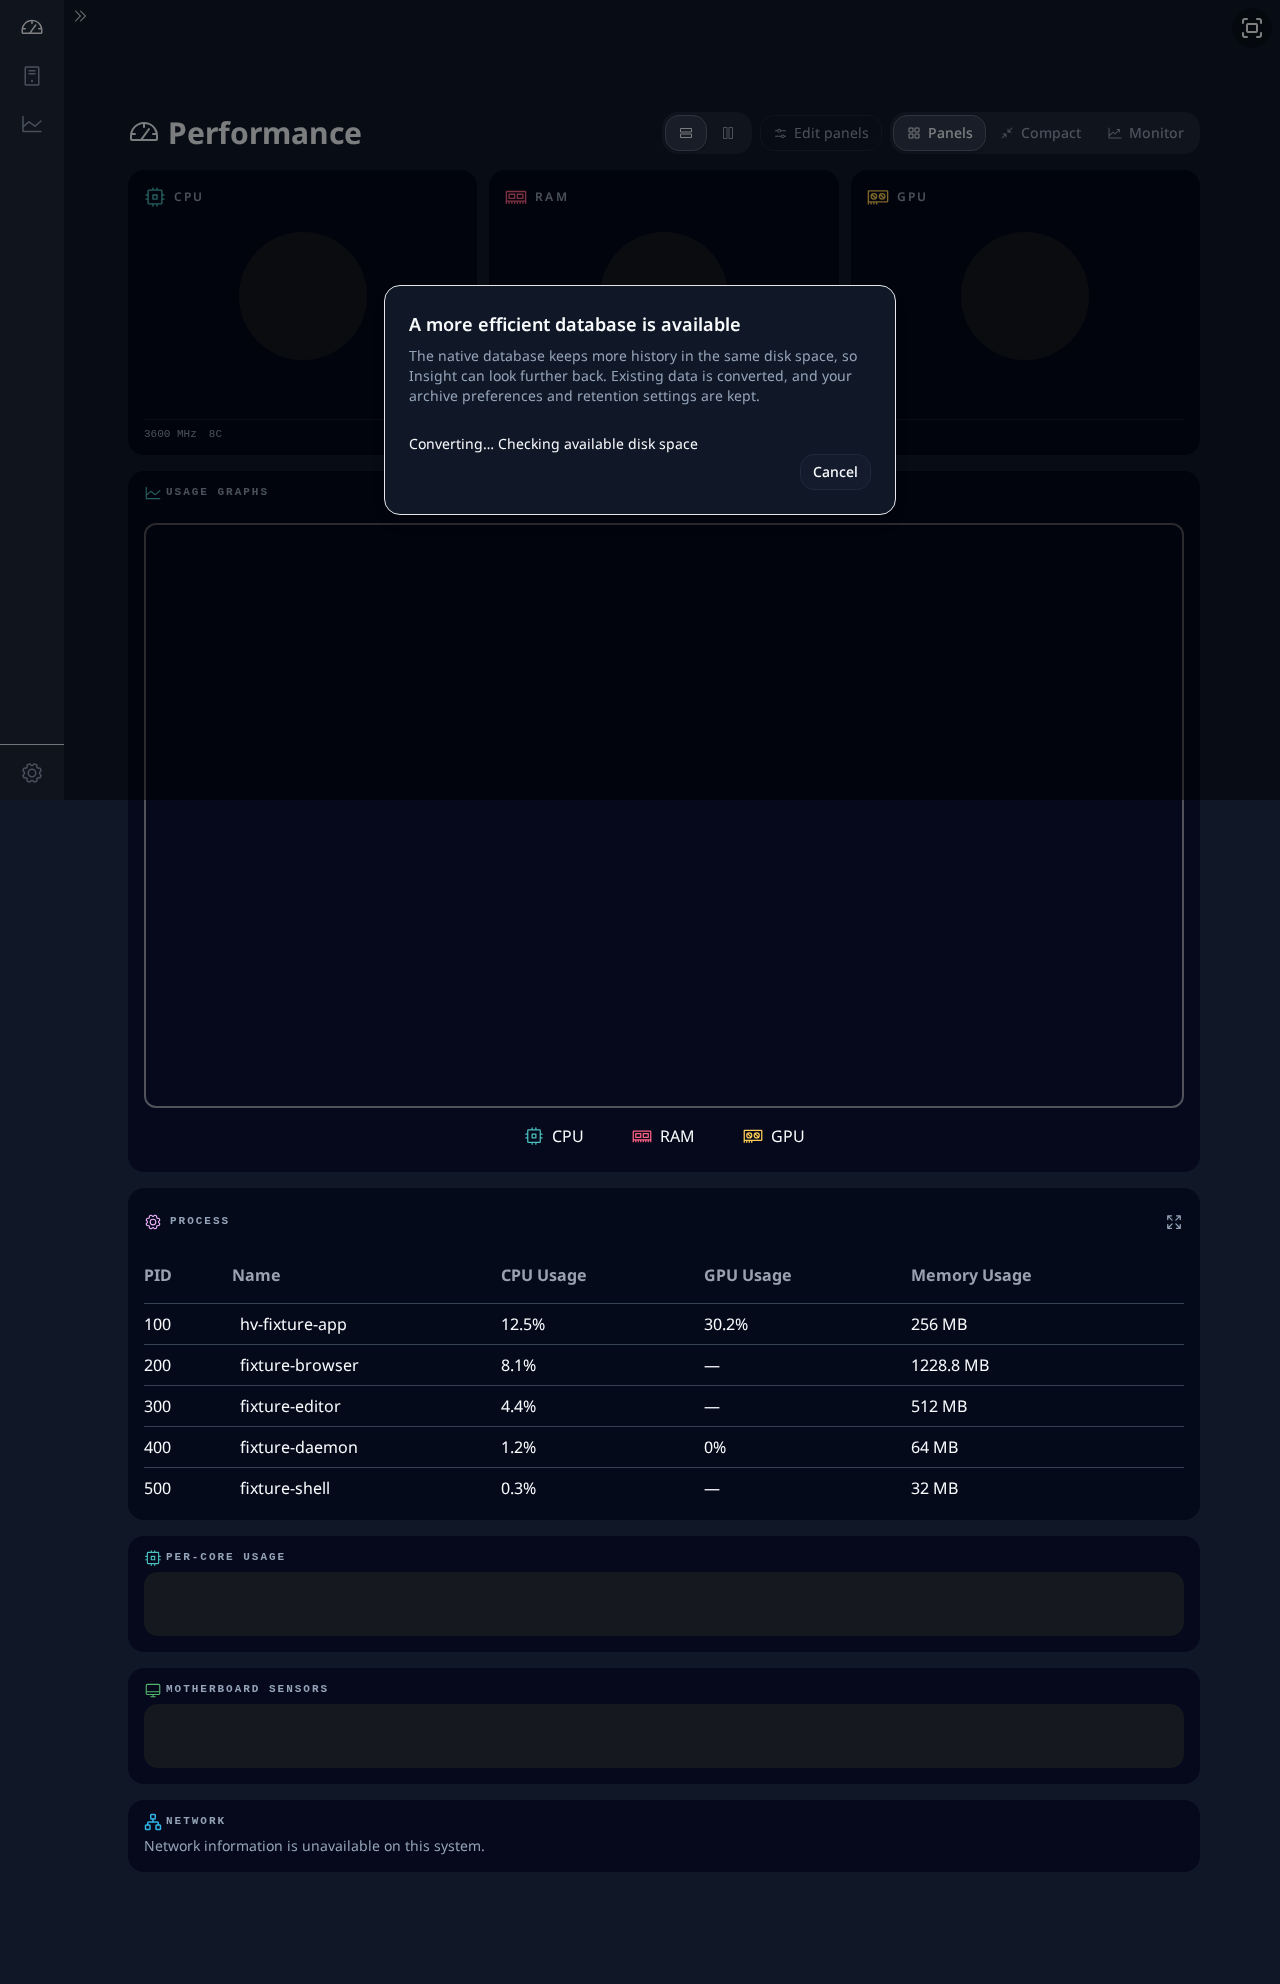 Performance
Edit panels
Panels
Compact
Monitor
CPU
RAM
GPU
3600 MHz 8C
A more efficient database is available
The native database keeps more history in the same disk space, so
Insight can look further back. Existing data is converted, and your
archive preferences and retention settings are kept.
Converting... Checking available disk space
Cancel
USAGE GRAPHS
CPU
RAM
GPU
PROCESS
PID Name CPU Usage GPU Usage Memory Usage
100 hv-fixture-app 12.5% 30.2% 256 MB
200 fixture-browser 8.1% — 1228.8 MB
300 fixture-editor 4.4% — 512 MB
400 fixture-daemon 1.2% 0% 64 MB
500 fixture-shell 0.3% — 32 MB
PER-CORE USAGE
MOTHERBOARD SENSORS
NETWORK
Network information is unavailable on this system.